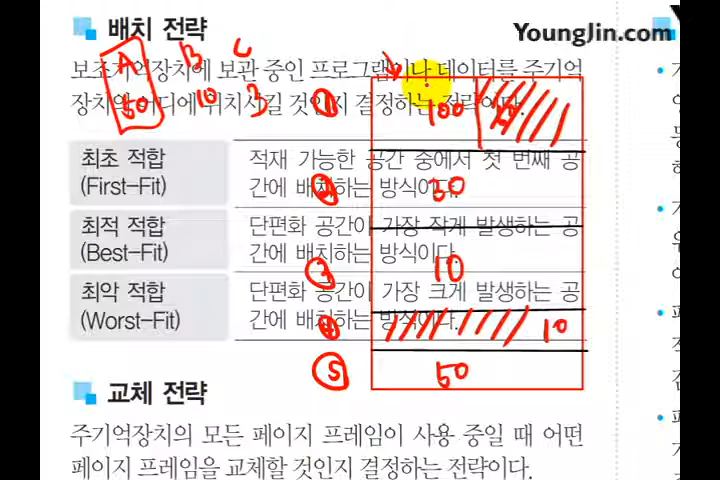 배치 전략
YoungJin.com
A B C
50 10 3
보조기억장치에 보관 중인 프로그램이나 데이터를 주기억
장치의 어디에 위치시킬 것인지 결정하는 전략이다.
① 100
최초 적합 적재 가능한 공간 중에서 첫 번째 공
(First-Fit) 간에 배치하는 방식이다.
② 30
최적 적합 단편화 공간이 가장 작게 발생하는 공
(Best-Fit) 간에 배치하는 방식이다.
③ 10
최악 적합 단편화 공간이 가장 크게 발생하는 공
(Worst-Fit) 간에 배치하는 방식이다.
④ 10
⑤ 50
교체 전략
주기억장치의 모든 페이지 프레임이 사용 중일 때 어떤
페이지 프레임을 교체할 것인지 결정하는 전략이다.